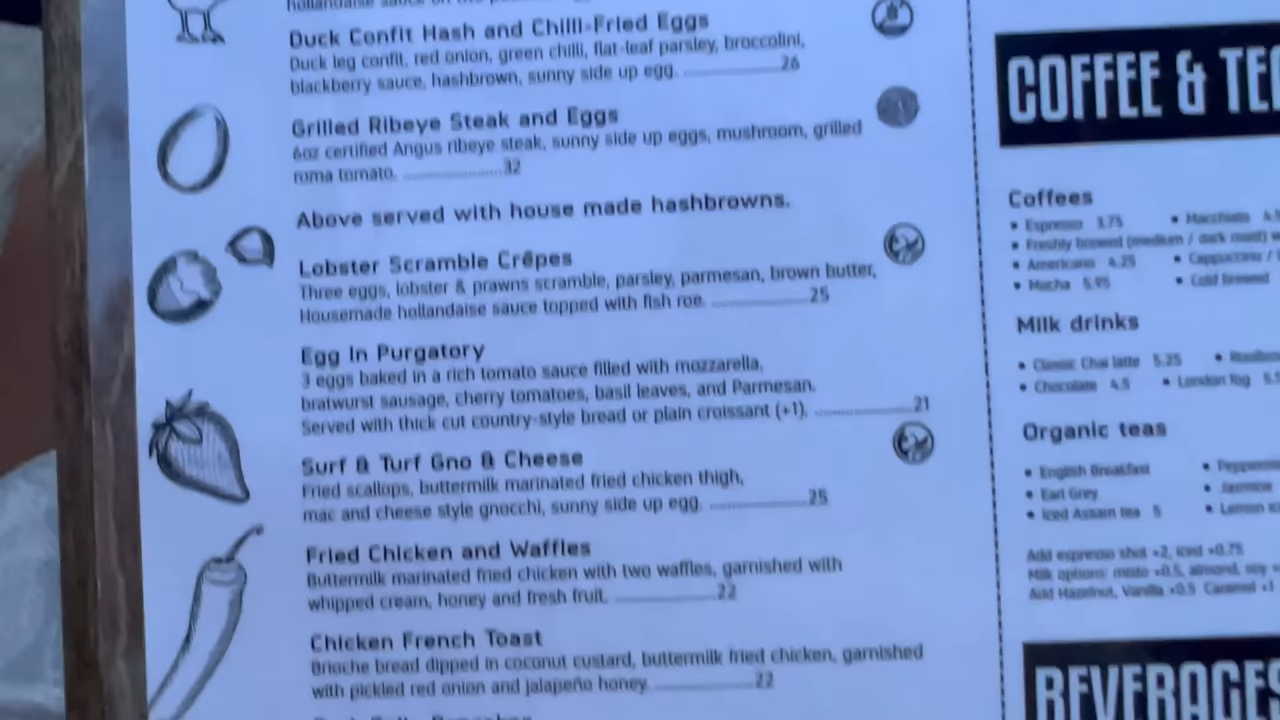 hollandaise sauce
Duck Confit Hash and Chilli-Fried Eggs
Duck leg confit, red onion, green chilli, flat-leaf parsley, broccolini,
blackberry sauce, hashbrown, sunny side up egg. 26
Grilled Ribeye Steak and Eggs
6oz certified Angus ribeye steak, sunny side up eggs, mushroom, grilled
roma tomato. 32
Above served with house made hashbrowns.
Lobster Scramble Crêpes
Three eggs, lobster & prawns scramble, parsley, parmesan, brown butter,
Housemade hollandaise sauce topped with fish roe. 25
Egg In Purgatory
3 eggs baked in a rich tomato sauce filled with mozzarella,
bratwurst sausage, cherry tomatoes, basil leaves, and Parmesan.
Served with thick cut country-style bread or plain croissant (+1). 21
Surf & Turf Gno & Cheese
Fried scallops, buttermilk marinated fried chicken thigh,
mac and cheese style gnocchi, sunny side up egg. 25
Fried Chicken and Waffles
Buttermilk marinated fried chicken with two waffles, garnished with
whipped cream, honey and fresh fruit. 22
Chicken French Toast
Brioche bread dipped in coconut custard, buttermilk fried chicken, garnished
with pickled red onion and jalapeño honey. 22
COFFEE & TE
Coffees
• Espresso 3.75 • Macchiato
• Freshly brewed (medium / dark roast)
• Americano 4.25 • Cappuccino /
• Mocha 5.95 • Cold brewed
Milk drinks
• Classic Chai latte 5.25
• Chocolate 4.5 • London fog
Organic teas
• English Breakfast
• Earl Grey • Jasmine
• Iced Assam tea 5 • Lemon
Add espresso shot +2, iced +0.75
Milk options: +0.5, almond, soy
Add Hazelnut, Vanilla +0.5 Caramel +1
BEVERAGES